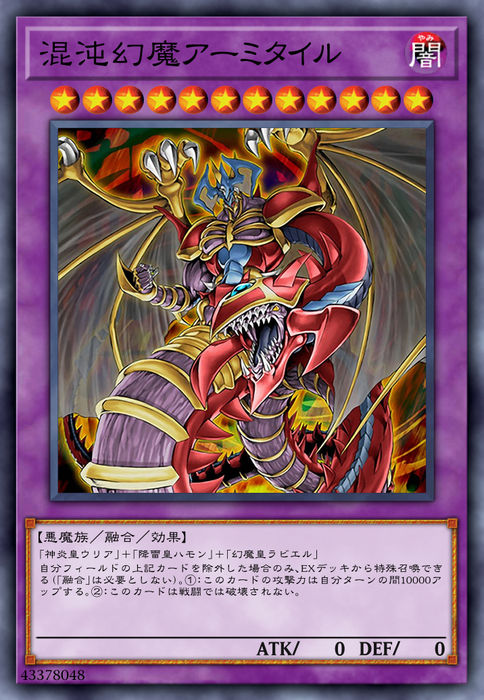 混沌幻魔アーミタイル
やみ
闇
【悪魔族／融合／効果】
「神炎皇ウリア」＋「降雷皇ハモン」＋「幻魔皇ラビエル」
自分フィールドの上記カードを除外した場合のみ、EXデッキから特殊召喚でき
る(「融合」は必要としない)。①:このカードの攻撃力は自分ターンの間10000ア
ップする。②:このカードは戦闘では破壊されない。
ATK/ 0 DEF/ 0
43378048